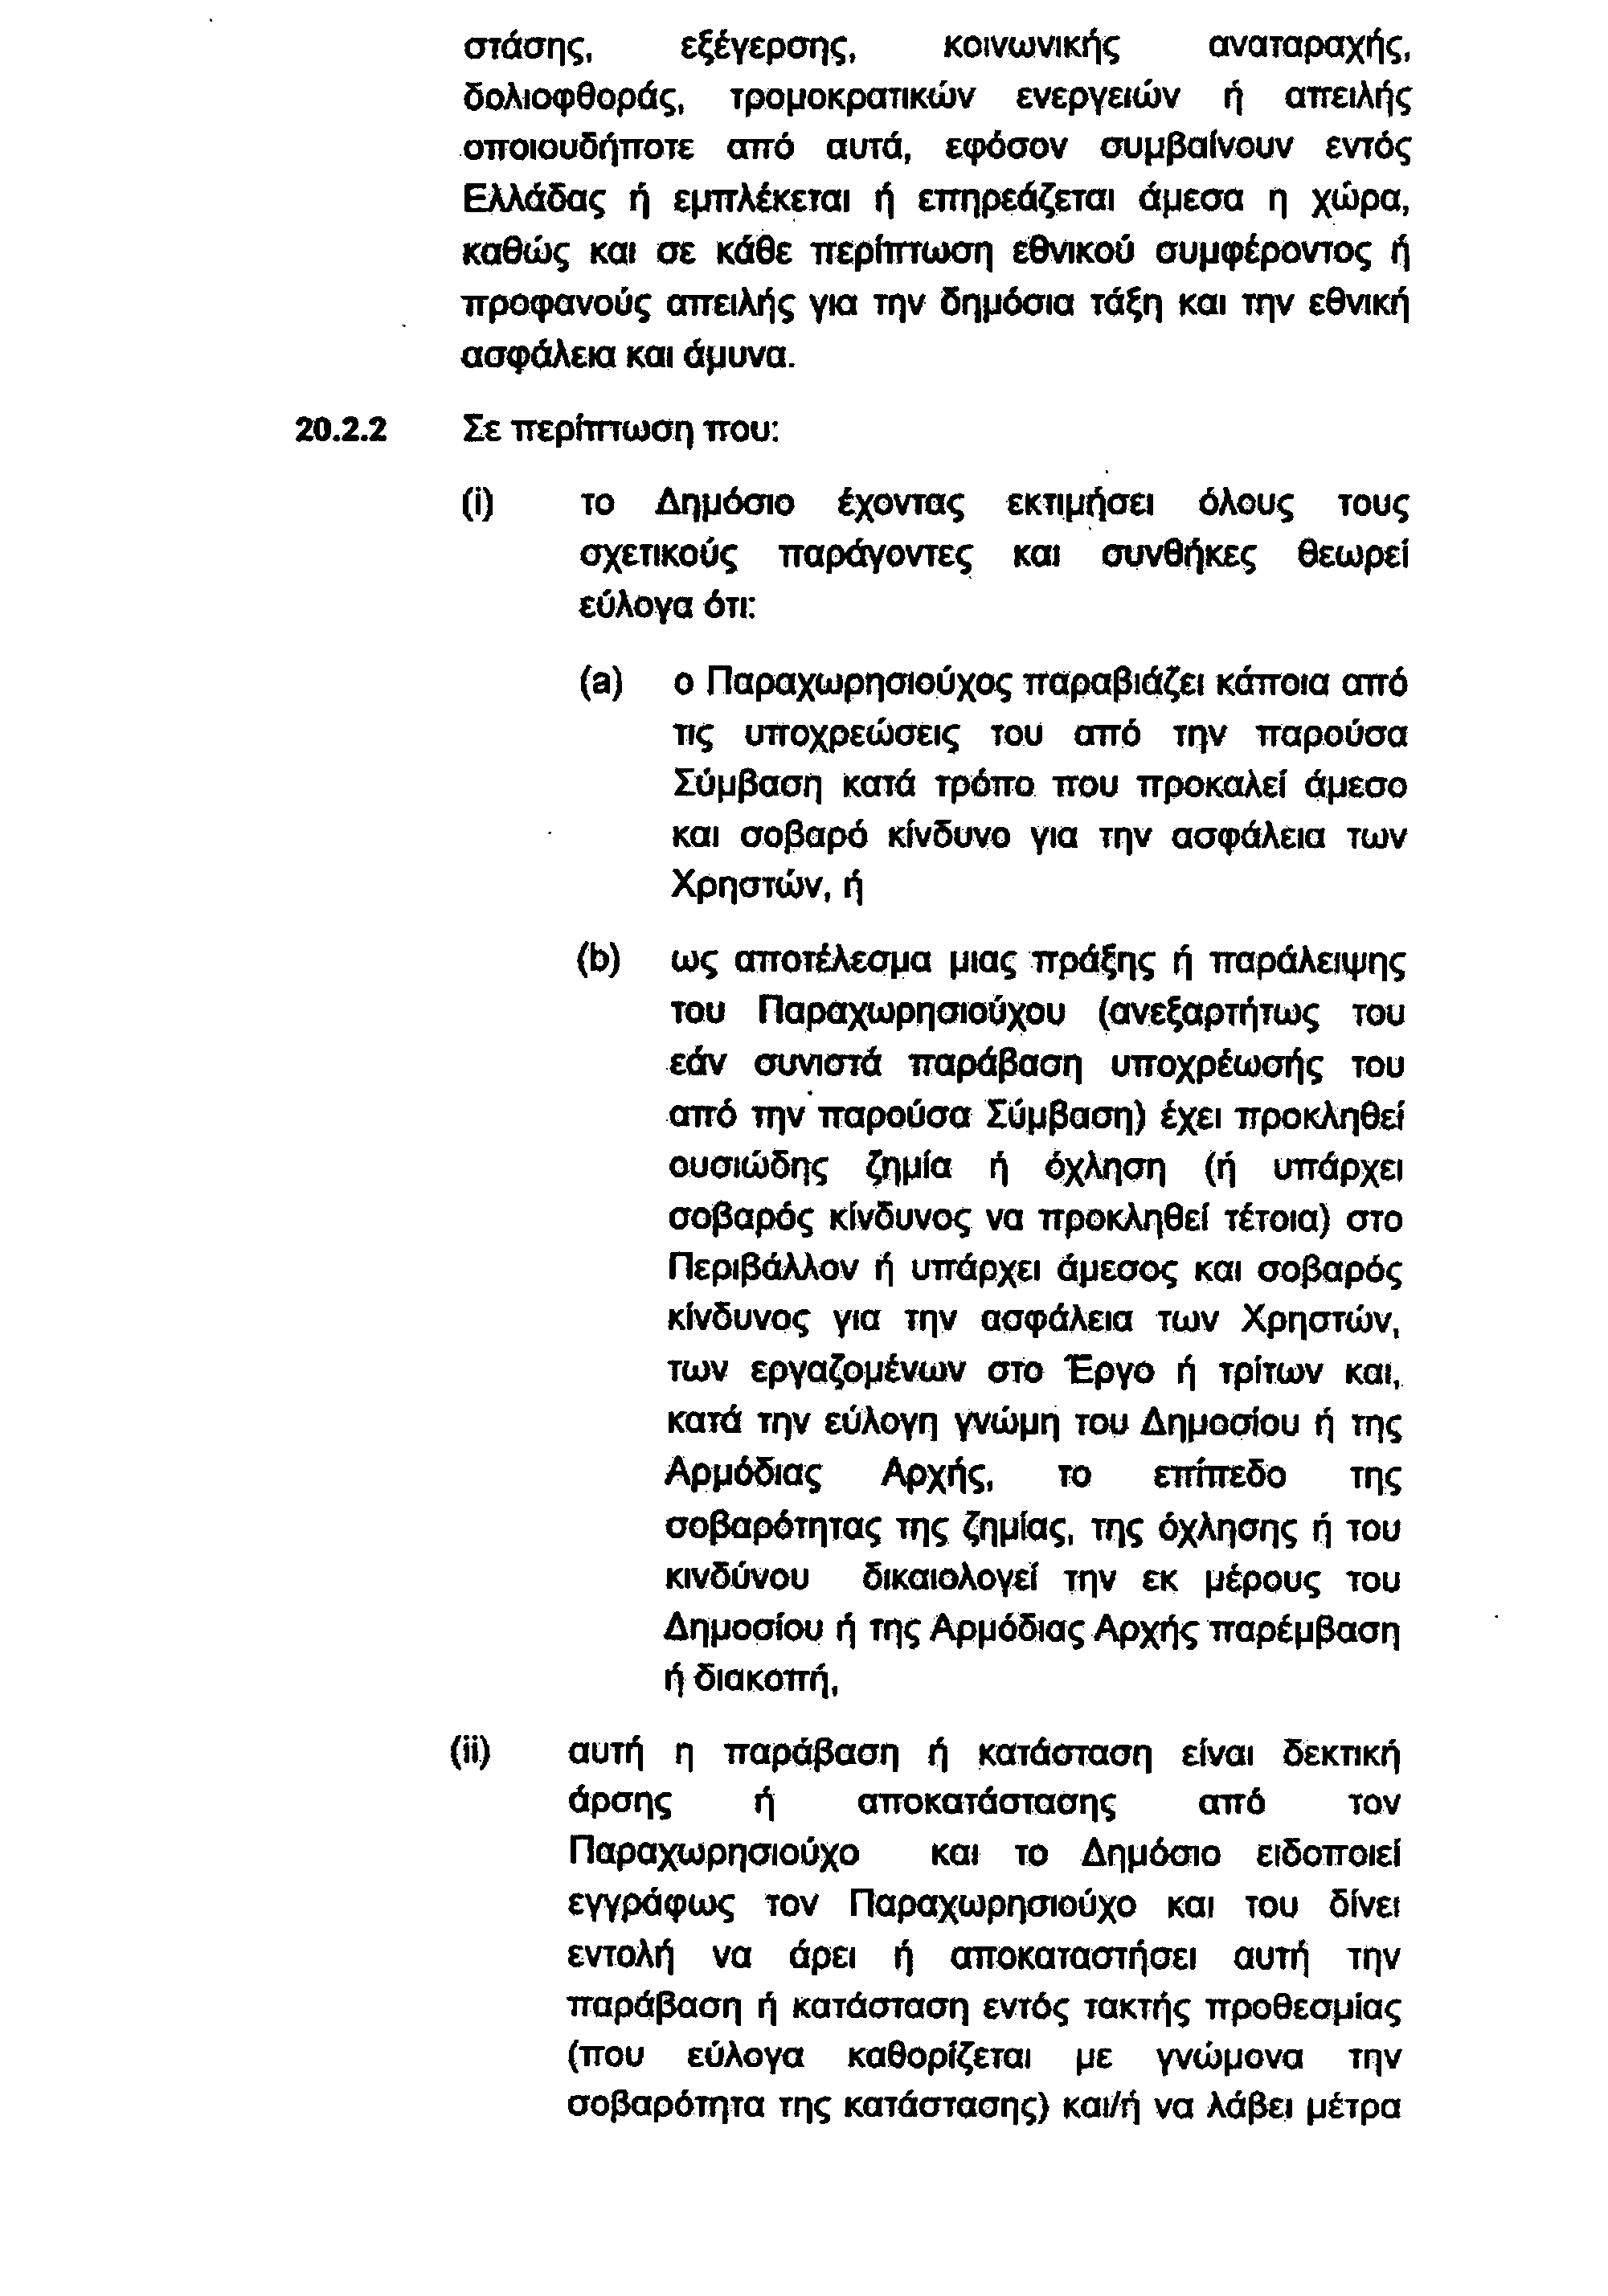 στάσης, εξέγερσης, κοινωνικής αναταραχής,
δολιοφθοράς, τρομοκρατικών ενεργειών ή απειλής
οποιουδήποτε από αυτά, εφόσον συμβαίνουν εντός
Ελλάδας ή εμπλέκεται ή επηρεάζεται άμεσα η χώρα,
καθώς και σε κάθε περίπτωση εθνικού συμφέροντος ή
προφανούς απειλής για την δημόσια τάξη και την εθνική
ασφάλεια και άμυνα.
20.2.2 Σε περίπτωση που:
(i) το Δημόσιο έχοντας εκτιμήσει όλους τους
σχετικούς παράγοντες και συνθήκες θεωρεί
εύλογα ότι:
(a) ο Παραχωρησιούχος παραβιάζει κάποια από
τις υποχρεώσεις του από την παρούσα
Σύμβαση κατά τρόπο που προκαλεί άμεσο
και σοβαρό κίνδυνο για την ασφάλεια των
Χρηστών, ή
(b) ως αποτέλεσμα μιας πράξης ή παράλειψης
του Παραχωρησιούχου (ανεξαρτήτως του
εάν συνιστά παράβαση υποχρέωσής του
από την παρούσα Σύμβαση) έχει προκληθεί
ουσιώδης ζημία ή όχληση (ή υπάρχει
σοβαρός κίνδυνος να προκληθεί τέτοια) στο
Περιβάλλον ή υπάρχει άμεσος και σοβαρός
κίνδυνος για την ασφάλεια των Χρηστών,
των εργαζομένων στο Έργο ή τρίτων και,
κατά την εύλογη γνώμη του Δημοσίου ή της
Αρμόδιας Αρχής, το επίπεδο της
σοβαρότητας της ζημίας, της όχλησης ή του
κινδύνου δικαιολογεί την εκ μέρους του
Δημοσίου ή της Αρμόδιας Αρχής παρέμβαση
ή διακοπή,
(ii) αυτή η παράβαση ή κατάσταση είναι δεκτική
άρσης ή αποκατάστασης από τον
Παραχωρησιούχο και το Δημόσιο ειδοποιεί
εγγράφως τον Παραχωρησιούχο και του δίνει
εντολή να άρει ή αποκαταστήσει αυτή την
παράβαση ή κατάσταση εντός τακτής προθεσμίας
(που εύλογα καθορίζεται με γνώμονα την
σοβαρότητα της κατάστασης) και/ή να λάβει μέτρα